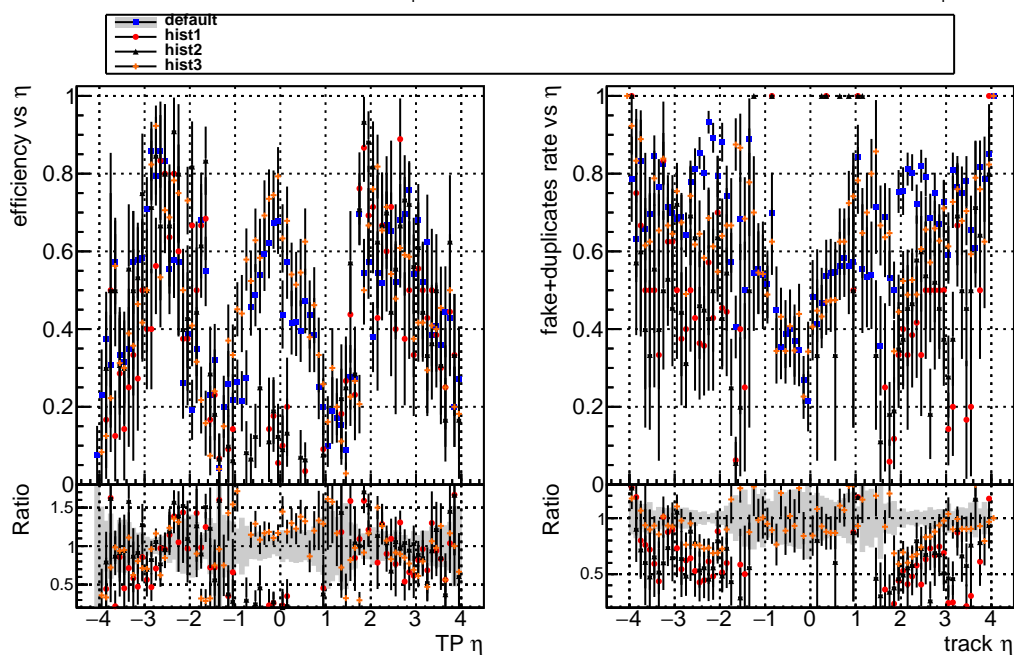 default
hist1
hist2
hist3
efficiency vs η
1
0.8
0.6
0.4
0.2
0
Ratio
1.5
1
0.5
−4 −3 −2 −1 0 1 2 3 4
TP η
fake+duplicates rate vs η
1
0.8
0.6
0.4
0.2
0
Ratio
1
0.5
−4 −3 −2 −1 0 1 2 3 4
track η